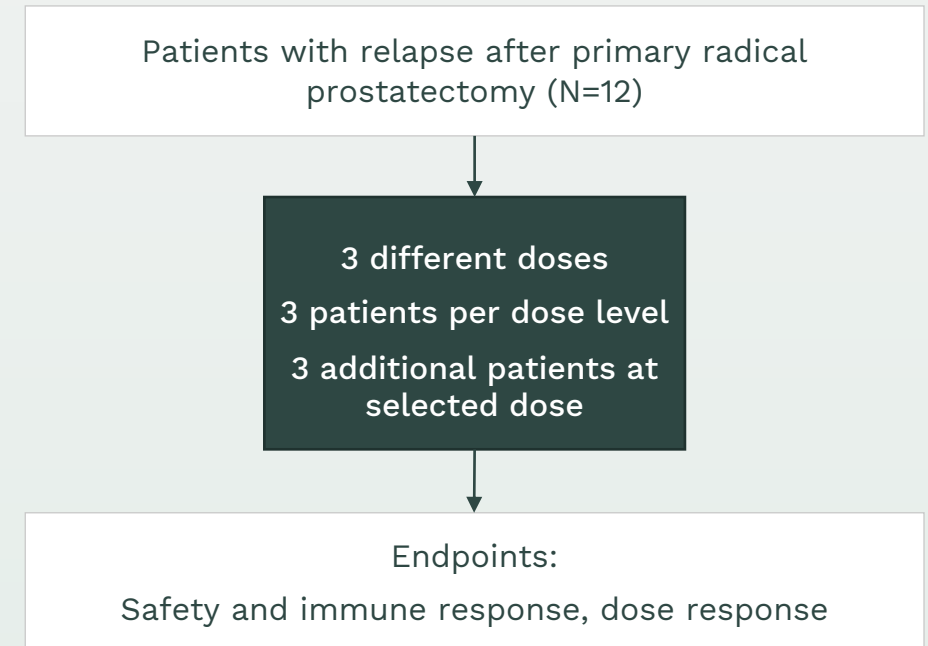 Patients with relapse after primary radical
prostatectomy (N=12)
3 different doses
3 patients per dose level
3 additional patients at
selected dose
Endpoints:
Safety and immune response, dose response